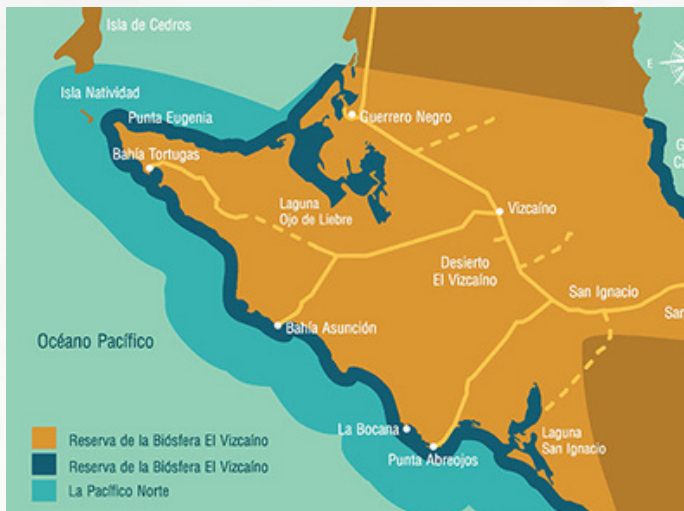 Isla de Cedros
Isla Natividad
Punta Eugenia
Guerrero Negro
Bahía Tortugas
Laguna
Ojo de Liebre
Vizcaíno
Desierto
El Vizcaíno
San Ignacio
Bahía Asunción
Océano Pacífico
La Bocana
Punta Abreojos
Laguna
San Ignacio
Reserva de la Biósfera El Vizcaíno
Reserva de la Biósfera El Vizcaíno
La Pacífico Norte
E
G
Ca
San